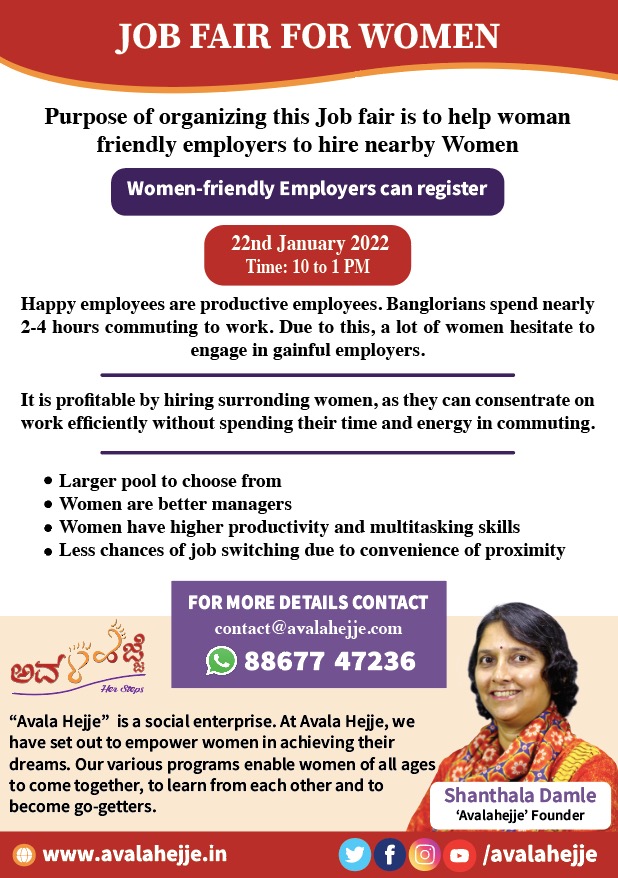 JOB FAIR FOR WOMEN
Purpose of organizing this Job fair is to help woman
friendly employers to hire nearby Women
Women-friendly Employers can register
22nd January 2022
Time: 10 to 1 PM
Happy employees are productive employees. Banglorians spend nearly
2-4 hours commuting to work. Due to this, a lot of women hesitate to
engage in gainful employers.
It is profitable by hiring surronding women, as they can consentrate on
work efficiently without spending their time and energy in commuting.
• Larger pool to choose from
• Women are better managers
• Women have higher productivity and multitasking skills
• Less chances of job switching due to convenience of proximity
FOR MORE DETAILS CONTACT
contact@avalahejje.com
88677 47236
ಅವಳಹೆಜ್ಜೆ
Her Steps
“Avala Hejje” is a social enterprise. At Avala Hejje, we
have set out to empower women in achieving their
dreams. Our various programs enable women of all ages
to come together, to learn from each other and to
become go-getters.
Shanthala Damle
‘Avalahejje’ Founder
www.avalahejje.in
/avalahejje